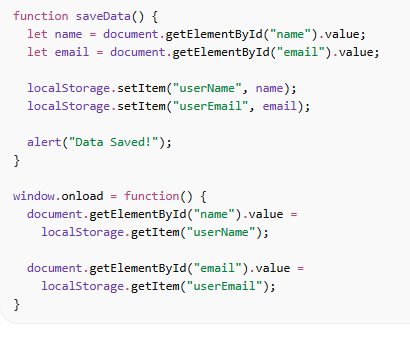 function saveData() {
let name = document.getElementById("name").value;
let email = document.getElementById("email").value;
localStorage.setItem("userName", name);
localStorage.setItem("userEmail", email);
alert("Data Saved!");
}
window.onload = function() {
document.getElementById("name").value =
localStorage.getItem("userName");
document.getElementById("email").value =
localStorage.getItem("userEmail");
}